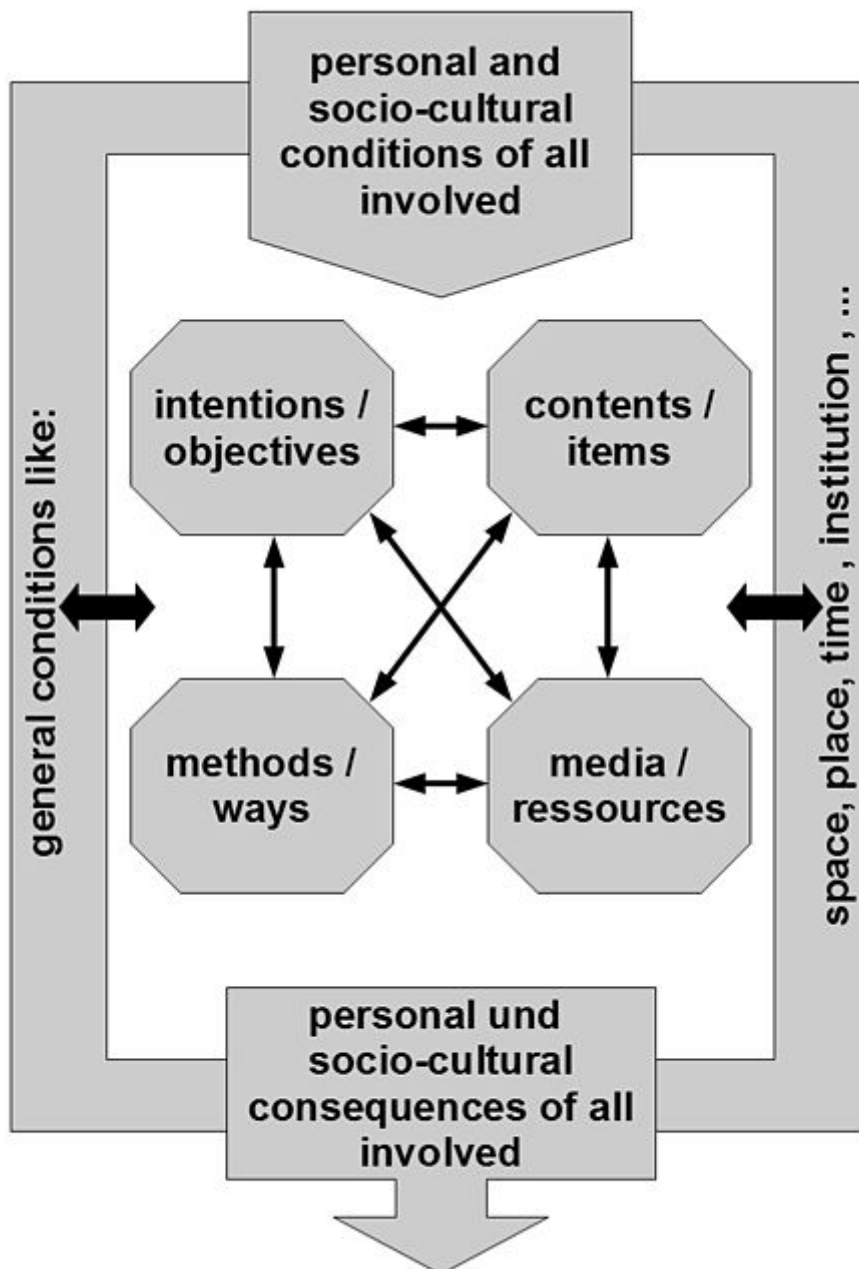 personal and
socio-cultural
conditions of all
involved
general conditions like:
intentions /
objectives
contents /
items
space, place, time , institution , ...
methods /
ways
media /
ressources
personal und
socio-cultural
consequences of all
involved